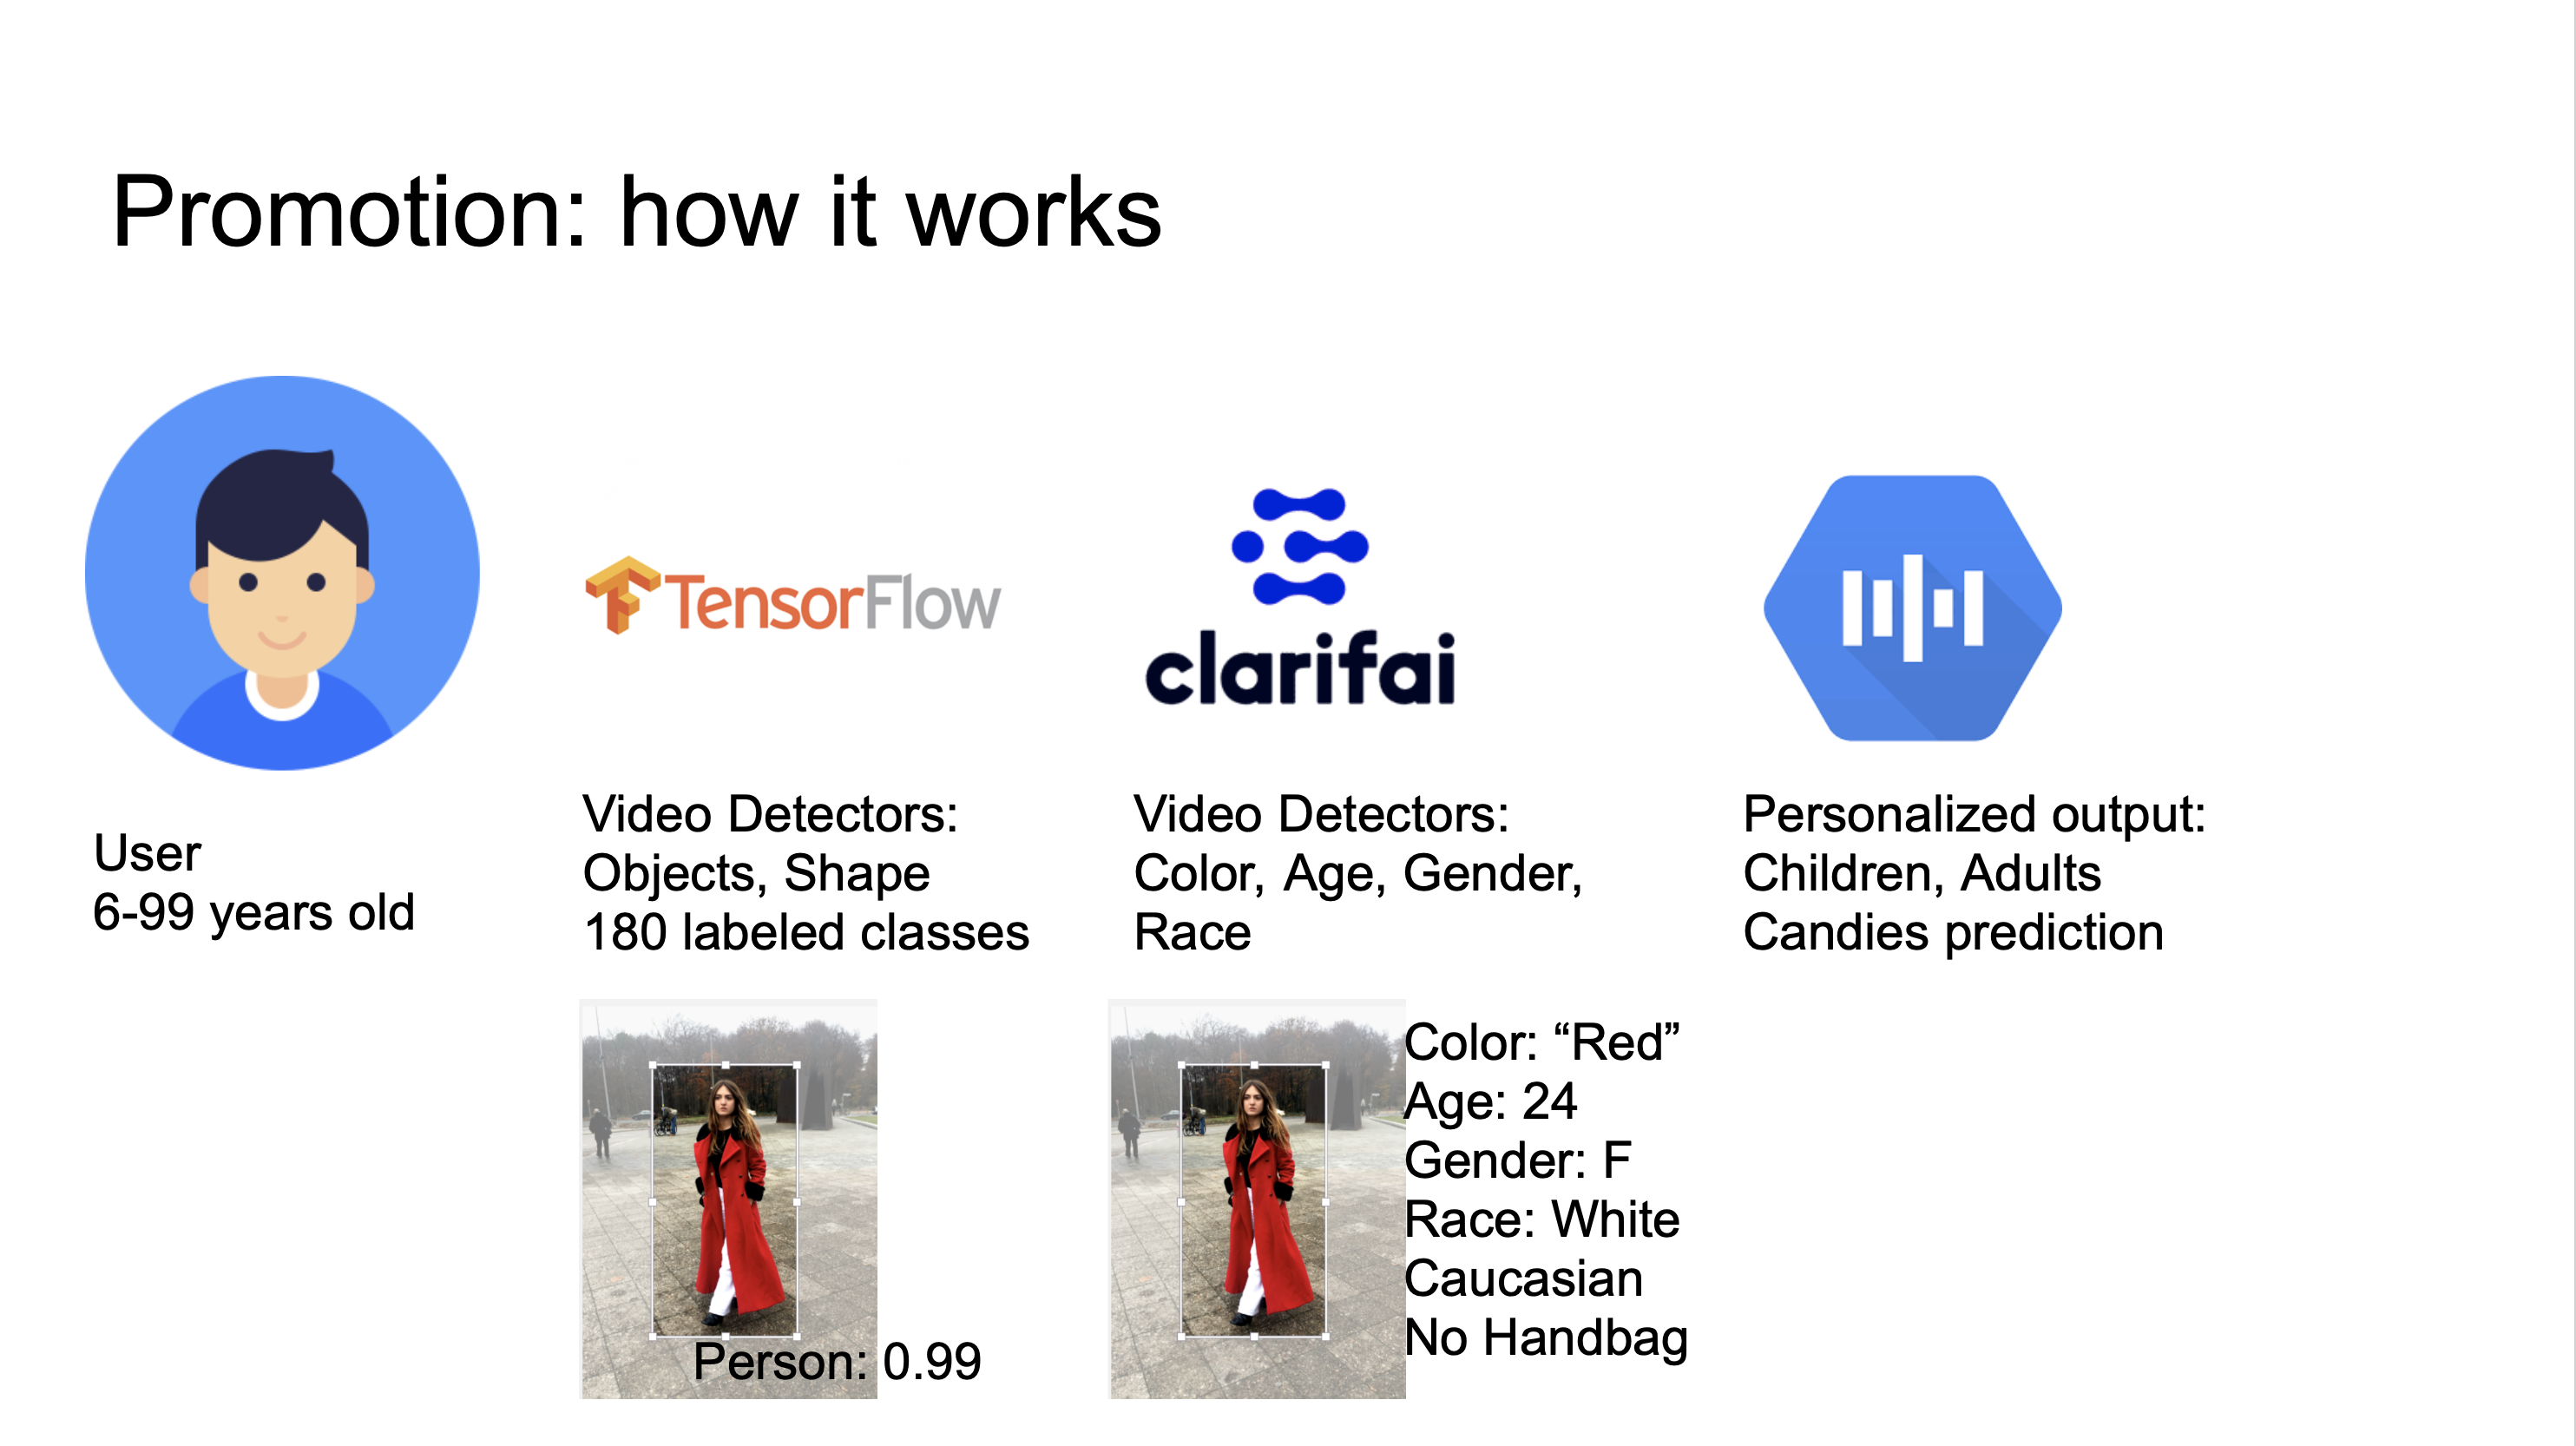 Promotion: how it works
User
6-99 years old
TensorFlow
Video Detectors:
Objects, Shape
180 labeled classes
Person: 0.99
clarifai
Video Detectors:
Color, Age, Gender,
Race
Color: “Red”
Age: 24
Gender: F
Race: White
Caucasian
No Handbag
Personalized output:
Children, Adults
Candies prediction